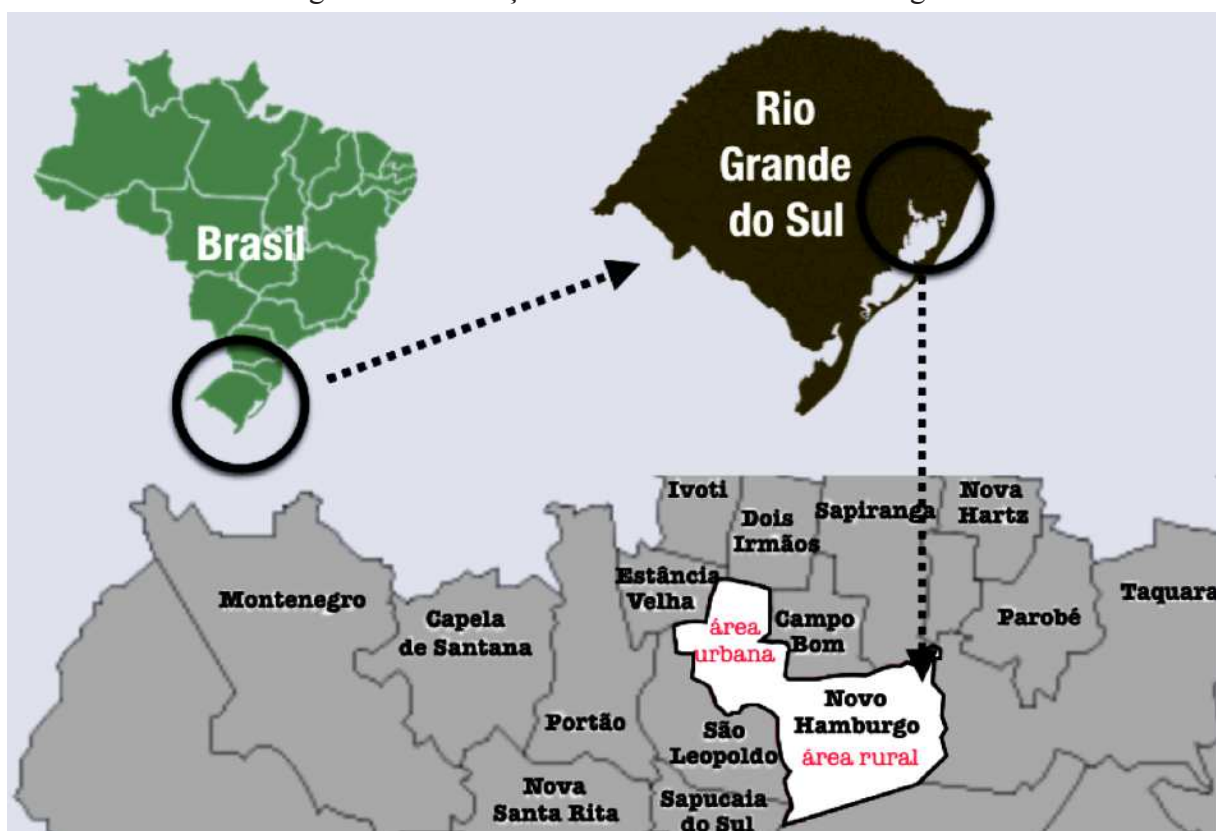 Brasil
Rio
Grande
do Sul
Ivoti
Dois
Irmãos
Sapiranga
Nova
Hartz
Estância
Velha
Montenegro
Capela
de Santana
área
urbana
Campo
Bom
Parobé
Taquara
Portão
São
Leopoldo
Novo
Hamburgo
área rural
Nova
Santa Rita
Sapucaia
do Sul